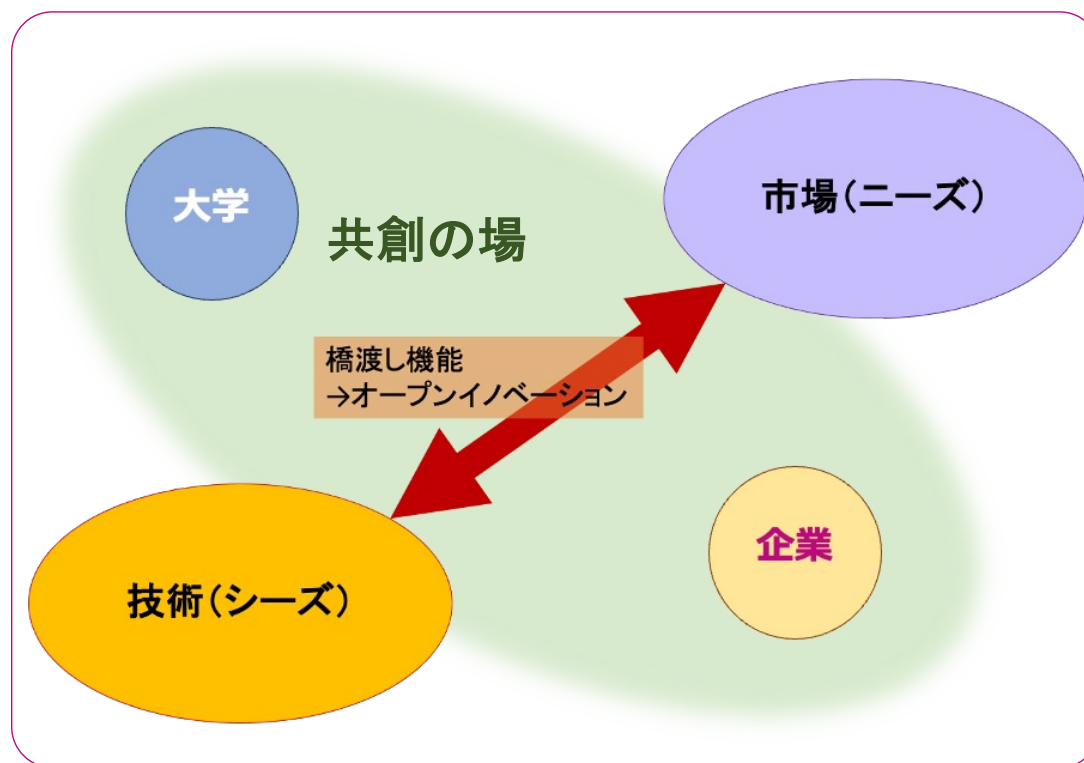 大学
市場(ニーズ)
共創の場
橋渡し機能
→オープンイノベーション
企業
技術(シーズ)